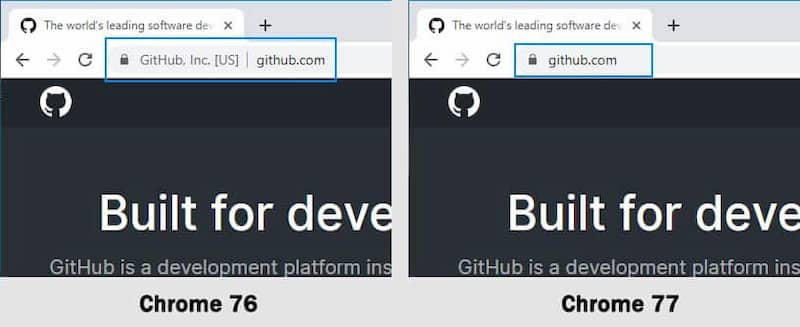 The world's leading software dev
GitHub, Inc. [US] | github.com
Built for deve
GitHub is a development platform ins
Chrome 76
The world's leading software dev
github.com
Built for deve
GitHub is a development platform ins
Chrome 77